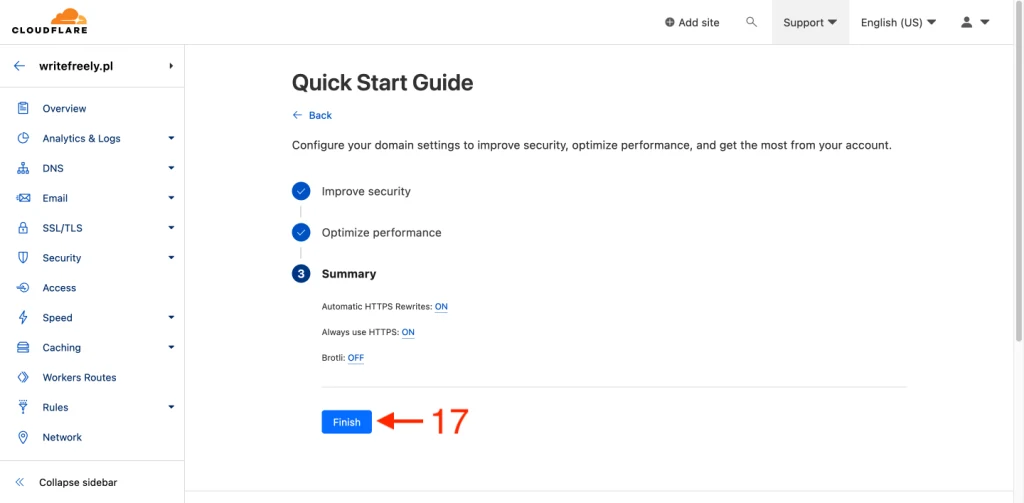 CLOUDFLARE
Add site
Support
English (US)
writefreely.pl
Overview
Analytics & Logs
DNS
Email
SSL/TLS
Security
Access
Speed
Caching
Workers Routes
Rules
Network
Collapse sidebar
Quick Start Guide
Back
Configure your domain settings to improve security, optimize performance, and get the most from your account.
Improve security
Optimize performance
3 Summary
Automatic HTTPS Rewrites: ON
Always use HTTPS: ON
Brotli: OFF
Finish 17